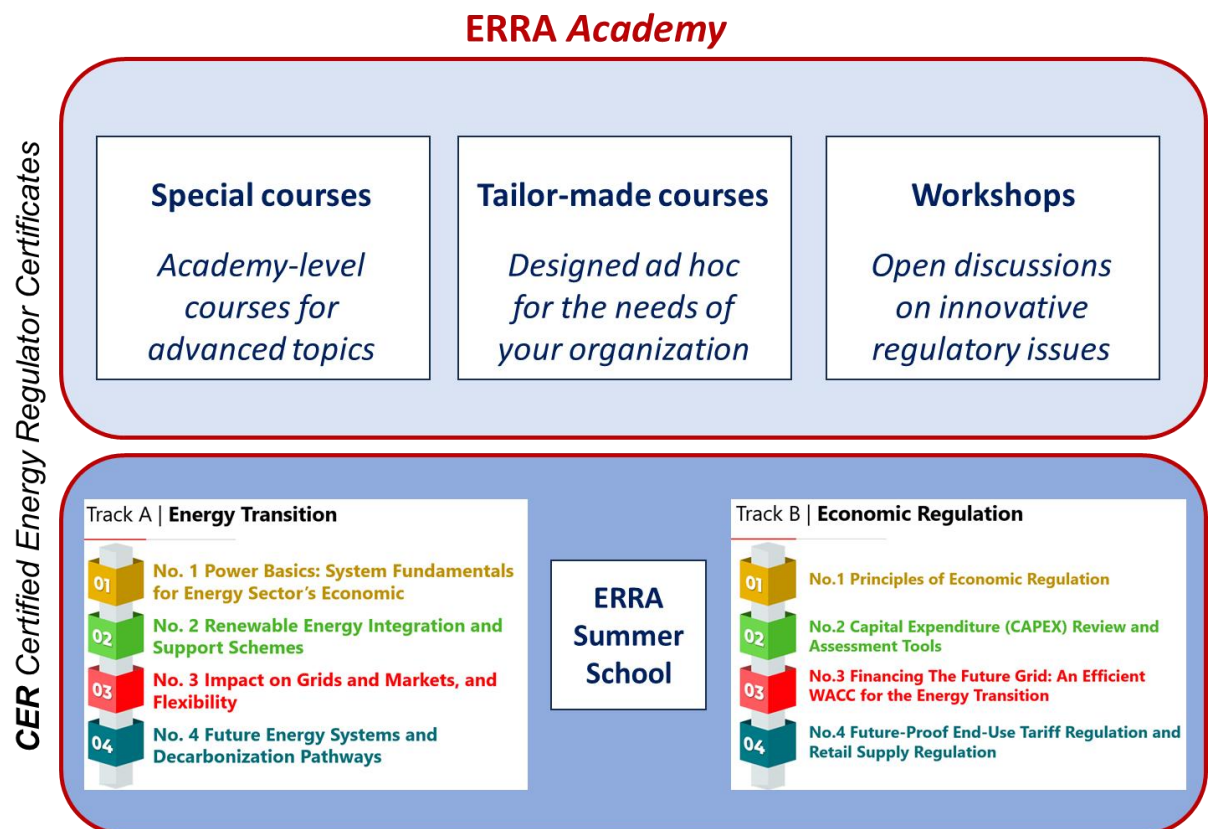 ERRA Academy
CER Certified Energy Regulator Certificates
Special courses
Academy-level
courses for
advanced topics
Tailor-made courses
Designed ad hoc
for the needs of
your organization
Workshops
Open discussions
on innovative
regulatory issues
Track A | Energy Transition
01
No. 1 Power Basics: System Fundamentals
for Energy Sector's Economic
02
No. 2 Renewable Energy Integration and
Support Schemes
03
No. 3 Impact on Grids and Markets, and
Flexibility
04
No. 4 Future Energy Systems and
Decarbonization Pathways
ERRA
Summer
School
Track B | Economic Regulation
01
No.1 Principles of Economic Regulation
02
No.2 Capital Expenditure (CAPEX) Review and
Assessment Tools
03
No.3 Financing The Future Grid: An Efficient
WACC for the Energy Transition
04
No.4 Future-Proof End-Use Tariff Regulation and
Retail Supply Regulation